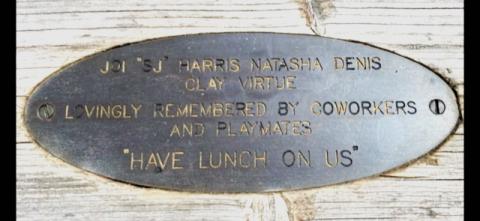 JOI "SJ" HARRIS NATASHA DENIS
CLAY VIRTUE
LOVINGLY REMEMBERED BY COWORKERS
AND PLAYMATES
"HAVE LUNCH ON US"